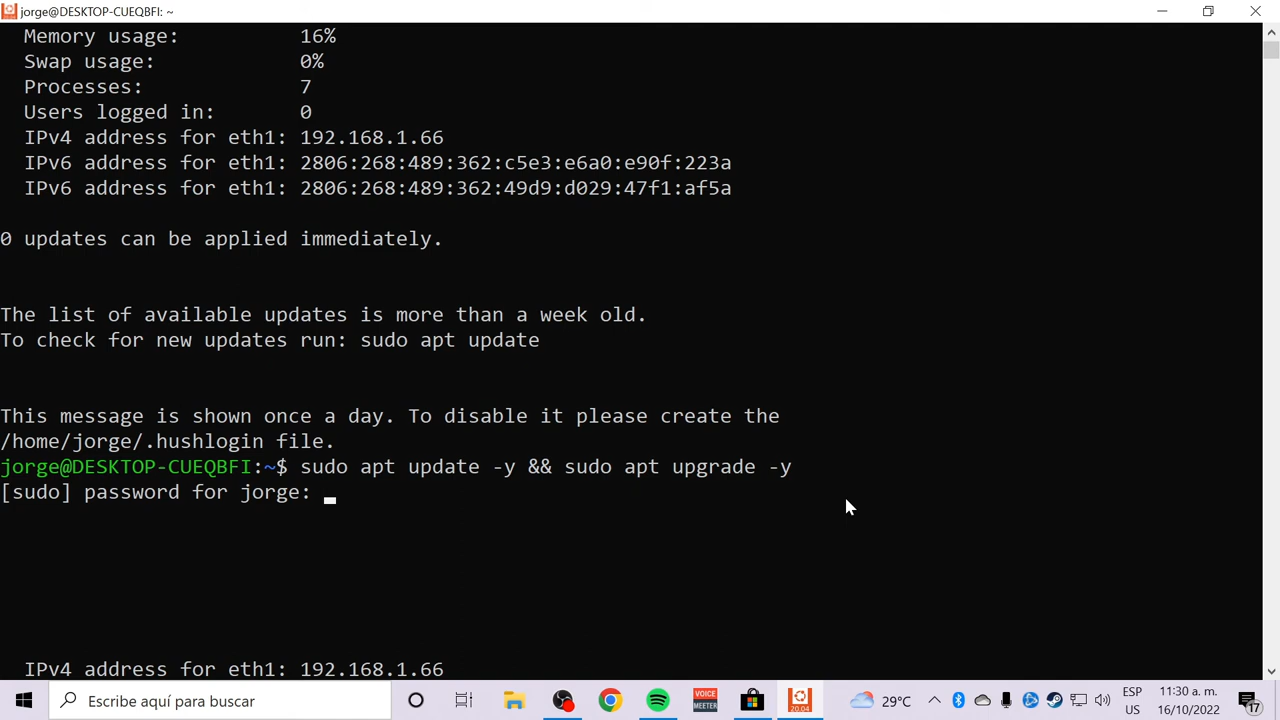 jorge@DESKTOP-CUEQBFI: ~
Memory usage: 16%
Swap usage: 0%
Processes: 7
Users logged in: 0
IPv4 address for eth1: 192.168.1.66
IPv6 address for eth1: 2806:268:489:362:c5e3:e6a0:e90f:223a
IPv6 address for eth1: 2806:268:489:362:49d9:d029:47f1:af5a
0 updates can be applied immediately.
The list of available updates is more than a week old.
To check for new updates run: sudo apt update
This message is shown once a day. To disable it please create the
/home/jorge/.hushlogin file.
jorge@DESKTOP-CUEQBFI:~$ sudo apt update -y && sudo apt upgrade -y
[sudo] password for jorge:
IPv4 address for eth1: 192.168.1.66
Escribe aquí para buscar
VOICE
MEETER
20.04
29°C
ESP
US
11:30 a. m.
16/10/2022
17